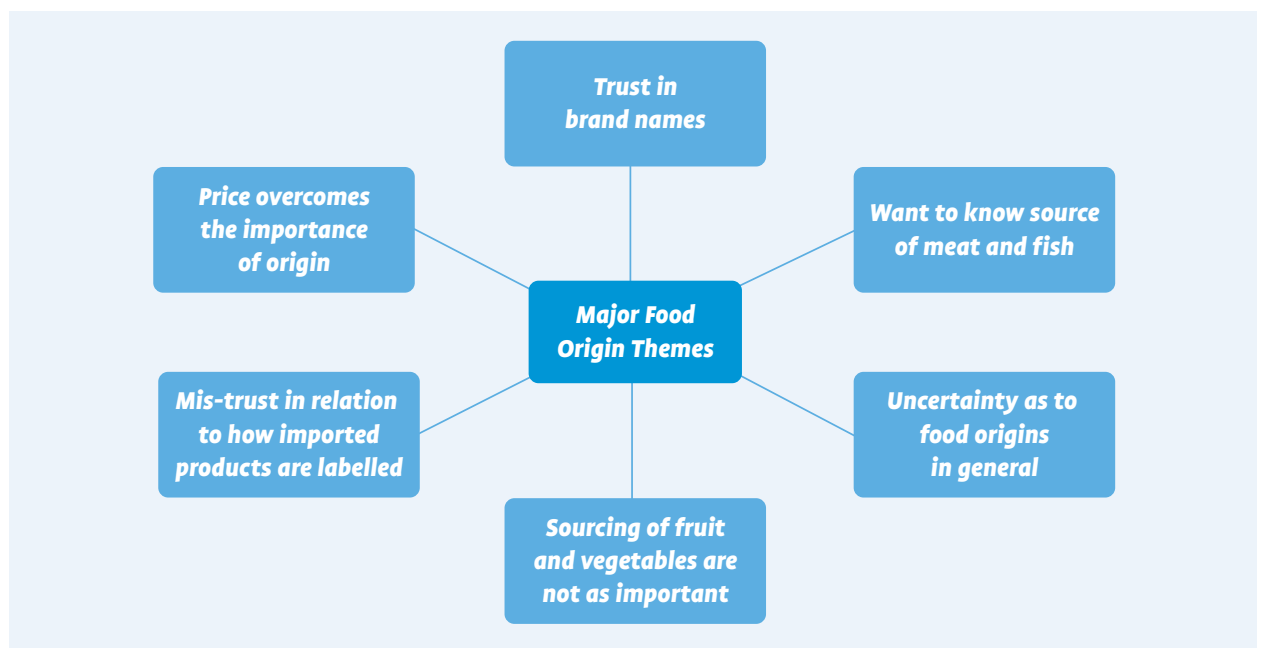 Trust in
brand names
Price overcomes
the importance
of origin
Want to know source
of meat and fish
Major Food
Origin Themes
Mis-trust in relation
to how imported
products are labelled
Uncertainty as to
food origins
in general
Sourcing of fruit
and vegetables are
not as important